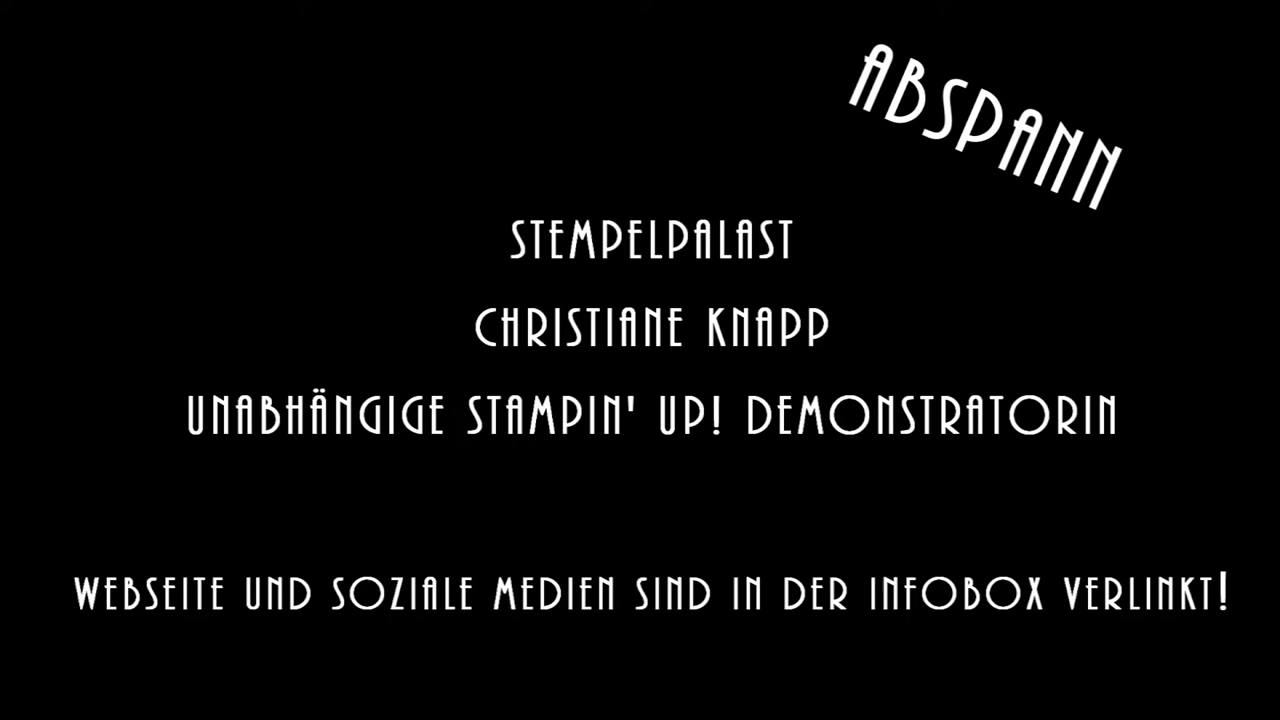 ABSPANN
STEMPELPALAST
CHRISTIANE KNAPP
UNABHÄNGIGE STAMPIN' UP! DEMONSTRATORIN
WEBSEITE UND SOZIALE MEDIEN SIND IN DER INFOBOX VERLINKT!